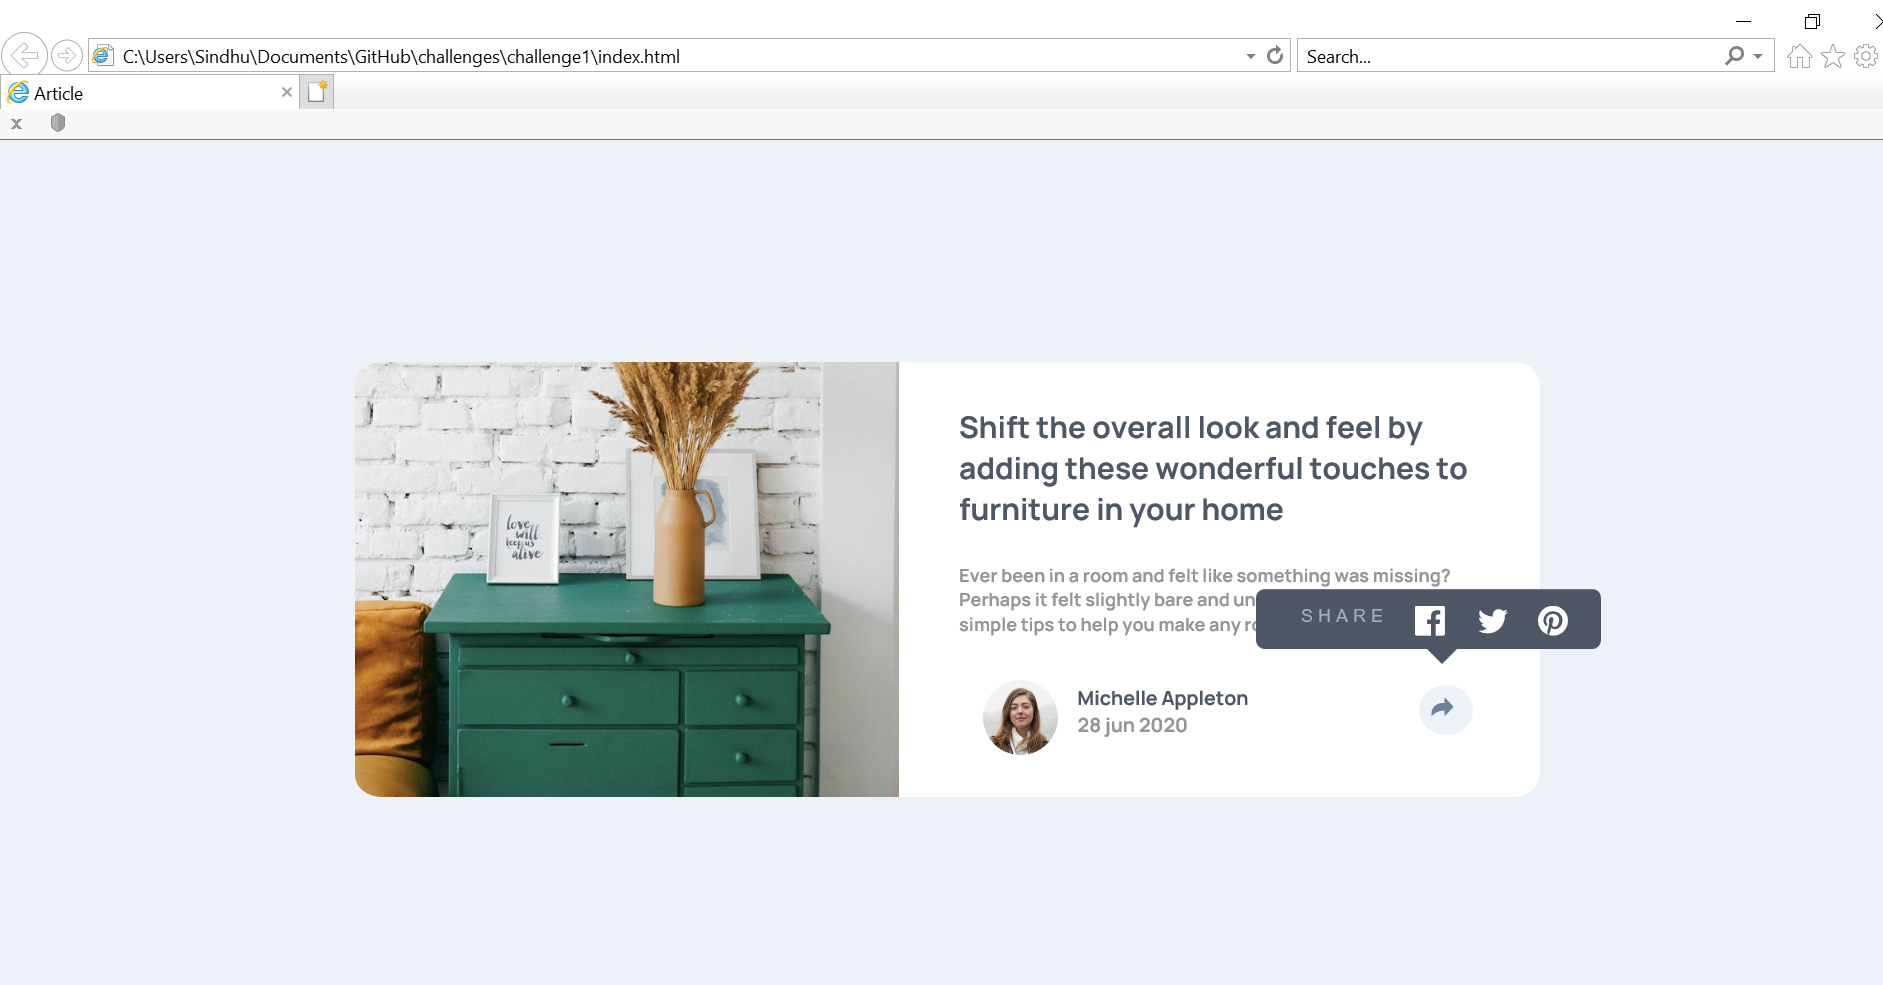 C:\Users\Sindhu\Documents\GitHub\challenges\challenge1\index.html
Search...
Article
love
will
keep us
alive
Shift the overall look and feel by
adding these wonderful touches to
furniture in your home
Ever been in a room and felt like something was missing?
Perhaps it felt slightly bare and un
simple tips to help you make any ro
SHARE
Michelle Appleton
28 jun 2020